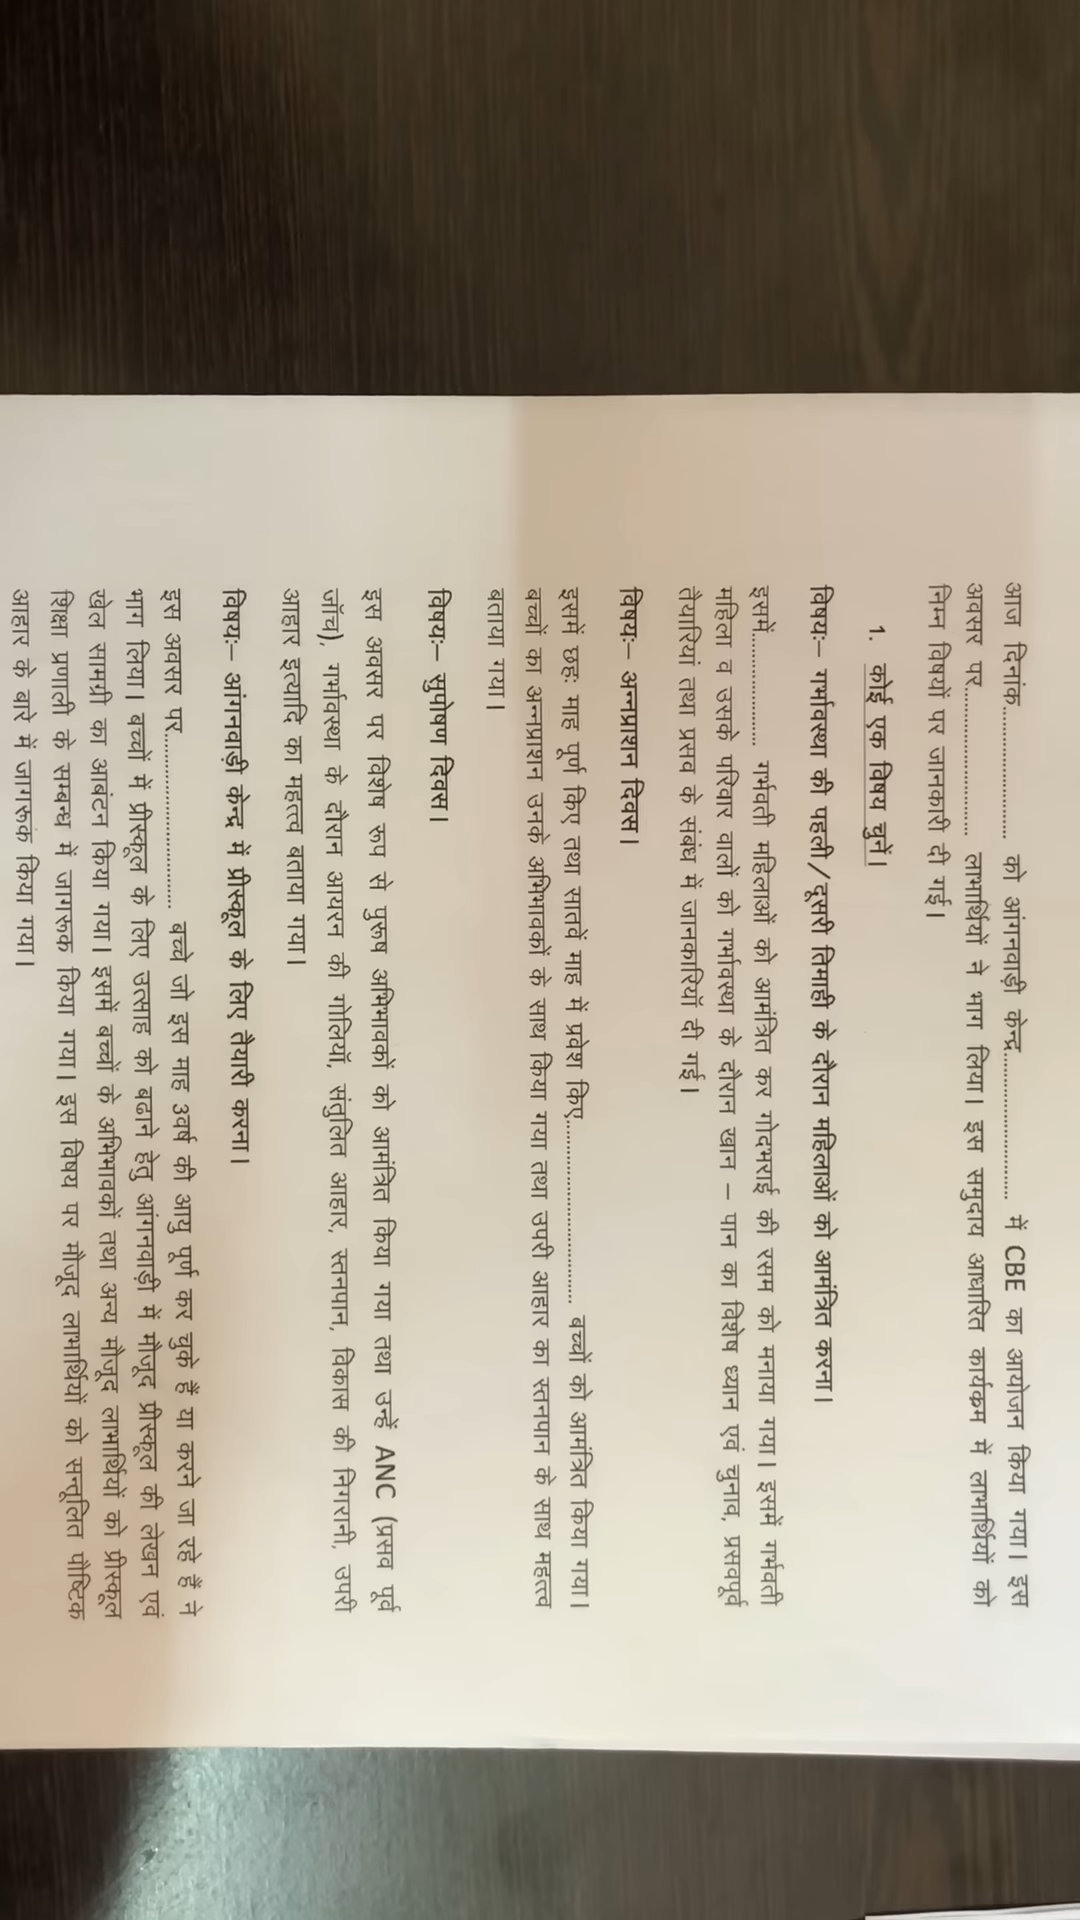 आज दिनांक........................ को आंगनवाड़ी केन्द्र.......................... में CBE का आयोजन किया गया। इस
अवसर पर.......................... लाभार्थियों ने भाग लिया। इस समुदाय आधारित कार्यकम में लाभार्थियों को
निम्न विषयों पर जानकारी दी गई।
1. कोई एक विषय चुनें।
विषयः– गर्भावस्था की पहली/दूसरी तिमाही के दौरान महिलाओं को आमंत्रित करना।
इसमें.................... गर्भवती महिलाओं को आमंत्रित कर गोदभराई की रसम को मनाया गया। इसमें गर्भवती
महिला व उसके परिवार वालों को गर्भावस्था के दौरान खान – पान का विशेष ध्यान एवं चुनाव, प्रसवपूर्व
तैयारियां तथा प्रसव के संबंध में जानकारियॉ दी गई।
विषयः– अन्नप्राशन दिवस।
इसमें छहः माह पूर्ण किए तथा सातवें माह में प्रवेश किए................................ बच्चों को आमंत्रित किया गया।
बच्चों का अन्नप्राशन उनके अभिभावकों के साथ किया गया तथा उपरी आहार का स्तनपान के साथ महत्त्व
बताया गया।
विषयः– सुपोषण दिवस।
इस अवसर पर विशेष रूप से पुरुष अभिभावकों को आमंत्रित किया गया तथा उन्हें ANC (प्रसव पूर्व
जॉच), गर्भावस्था के दौरान आयरन की गोलियॉ, संतुलित आहार, स्तनपान, विकास की निगरानी, उपरी
आहार इत्यादि का महत्त्व बताया गया।
विषयः– आंगनवाड़ी केन्द्र में प्रीस्कूल के लिए तैयारी करना।
इस अवसर पर.............................. बच्चे जो इस माह 3वर्ष की आयु पूर्ण कर चुके हैं या करने जा रहे हैं ने
भाग लिया। बच्चों में प्रीस्कूल के लिए उत्साह को बढाने हेतु आंगनवाड़ी में मौजूद प्रीस्कूल की लेखन एवं
खेल सामग्री का आबंटन किया गया। इसमें बच्चों के अभिभावकों तथा अन्य मौजूद लाभार्थियों को प्रीस्कूल
शिक्षा प्रणाली के सम्बन्ध में जागरूक किया गया। इस विषय पर मौजूद लाभार्थियों को सन्तूलित पौष्टिक
आहार के बारे में जागरूक किया गया।